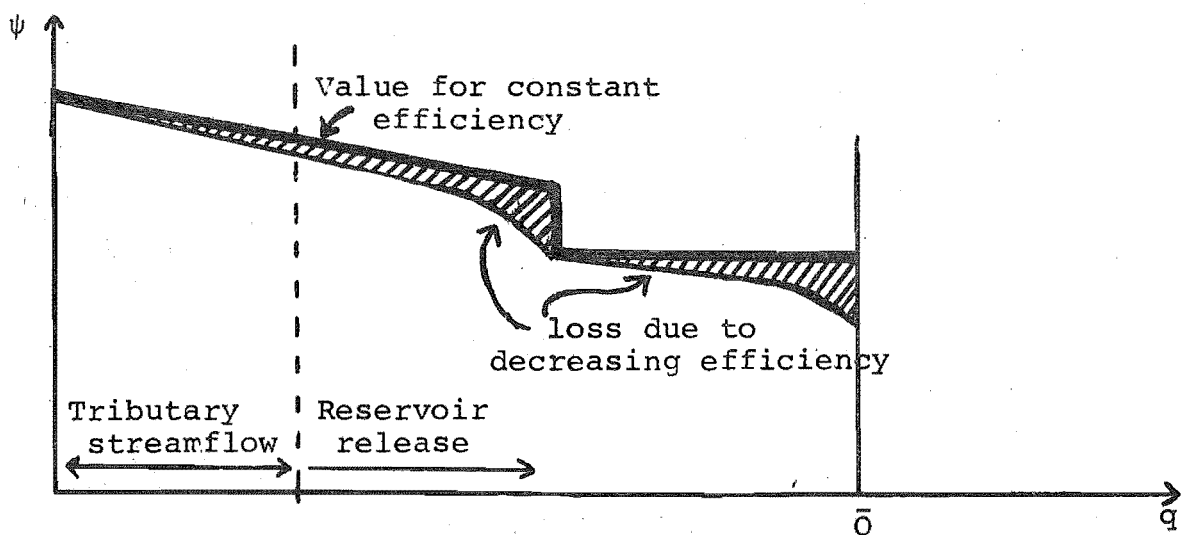 ψ
Value for constant
efficiency
loss due to
decreasing efficiency
Tributary
streamflow
Reservoir
release
Q̄
q